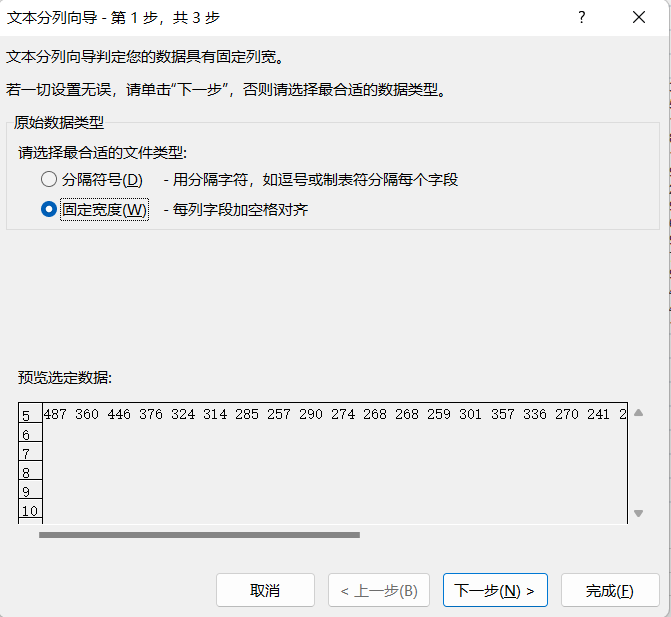 文本分列向导 - 第 1 步，共 3 步
?
文本分列向导判定您的数据具有固定列宽。
若一切设置无误，请单击“下一步”，否则请选择最合适的数据类型。
原始数据类型
请选择最合适的文件类型:
分隔符号(D) - 用分隔字符，如逗号或制表符分隔每个字段
固定宽度(W) - 每列字段加空格对齐
预览选定数据:
5 487 360 446 376 324 314 285 257 290 274 268 268 259 301 357 336 270 241 2
6
7
8
9
10
取消 < 上一步(B) 下一步(N) > 完成(F)